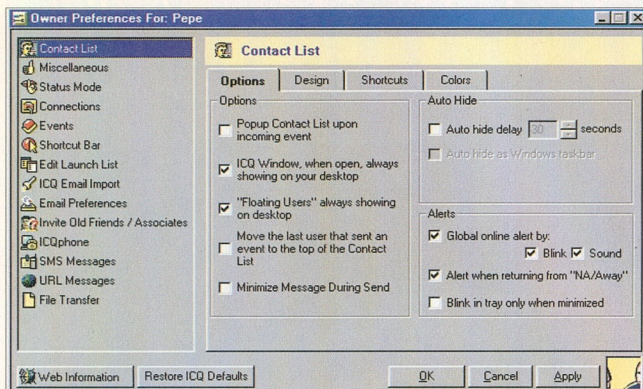 Owner Preferences For: Pepe
Contact List
Miscellaneous
Status Mode
Connections
Events
Shortcut Bar
Edit Launch List
ICQ Email Import
Email Preferences
Invite Old Friends / Associates
ICQphone
SMS Messages
URL Messages
File Transfer
Contact List
Options
Design
Shortcuts
Colors
Options
Popup Contact List upon
incoming event
ICQ Window, when open, always
showing on your desktop
"Floating Users" always showing
on desktop
Move the last user that sent an
event to the top of the Contact
List
Minimize Message During Send
Auto Hide
Auto hide delay 30 seconds
Auto hide as Windows taskbar
Alerts
Global online alert by:
Blink Sound
Alert when returning from "NA/Away"
Blink in tray only when minimized
Web Information
Restore ICQ Defaults
OK
Cancel
Apply